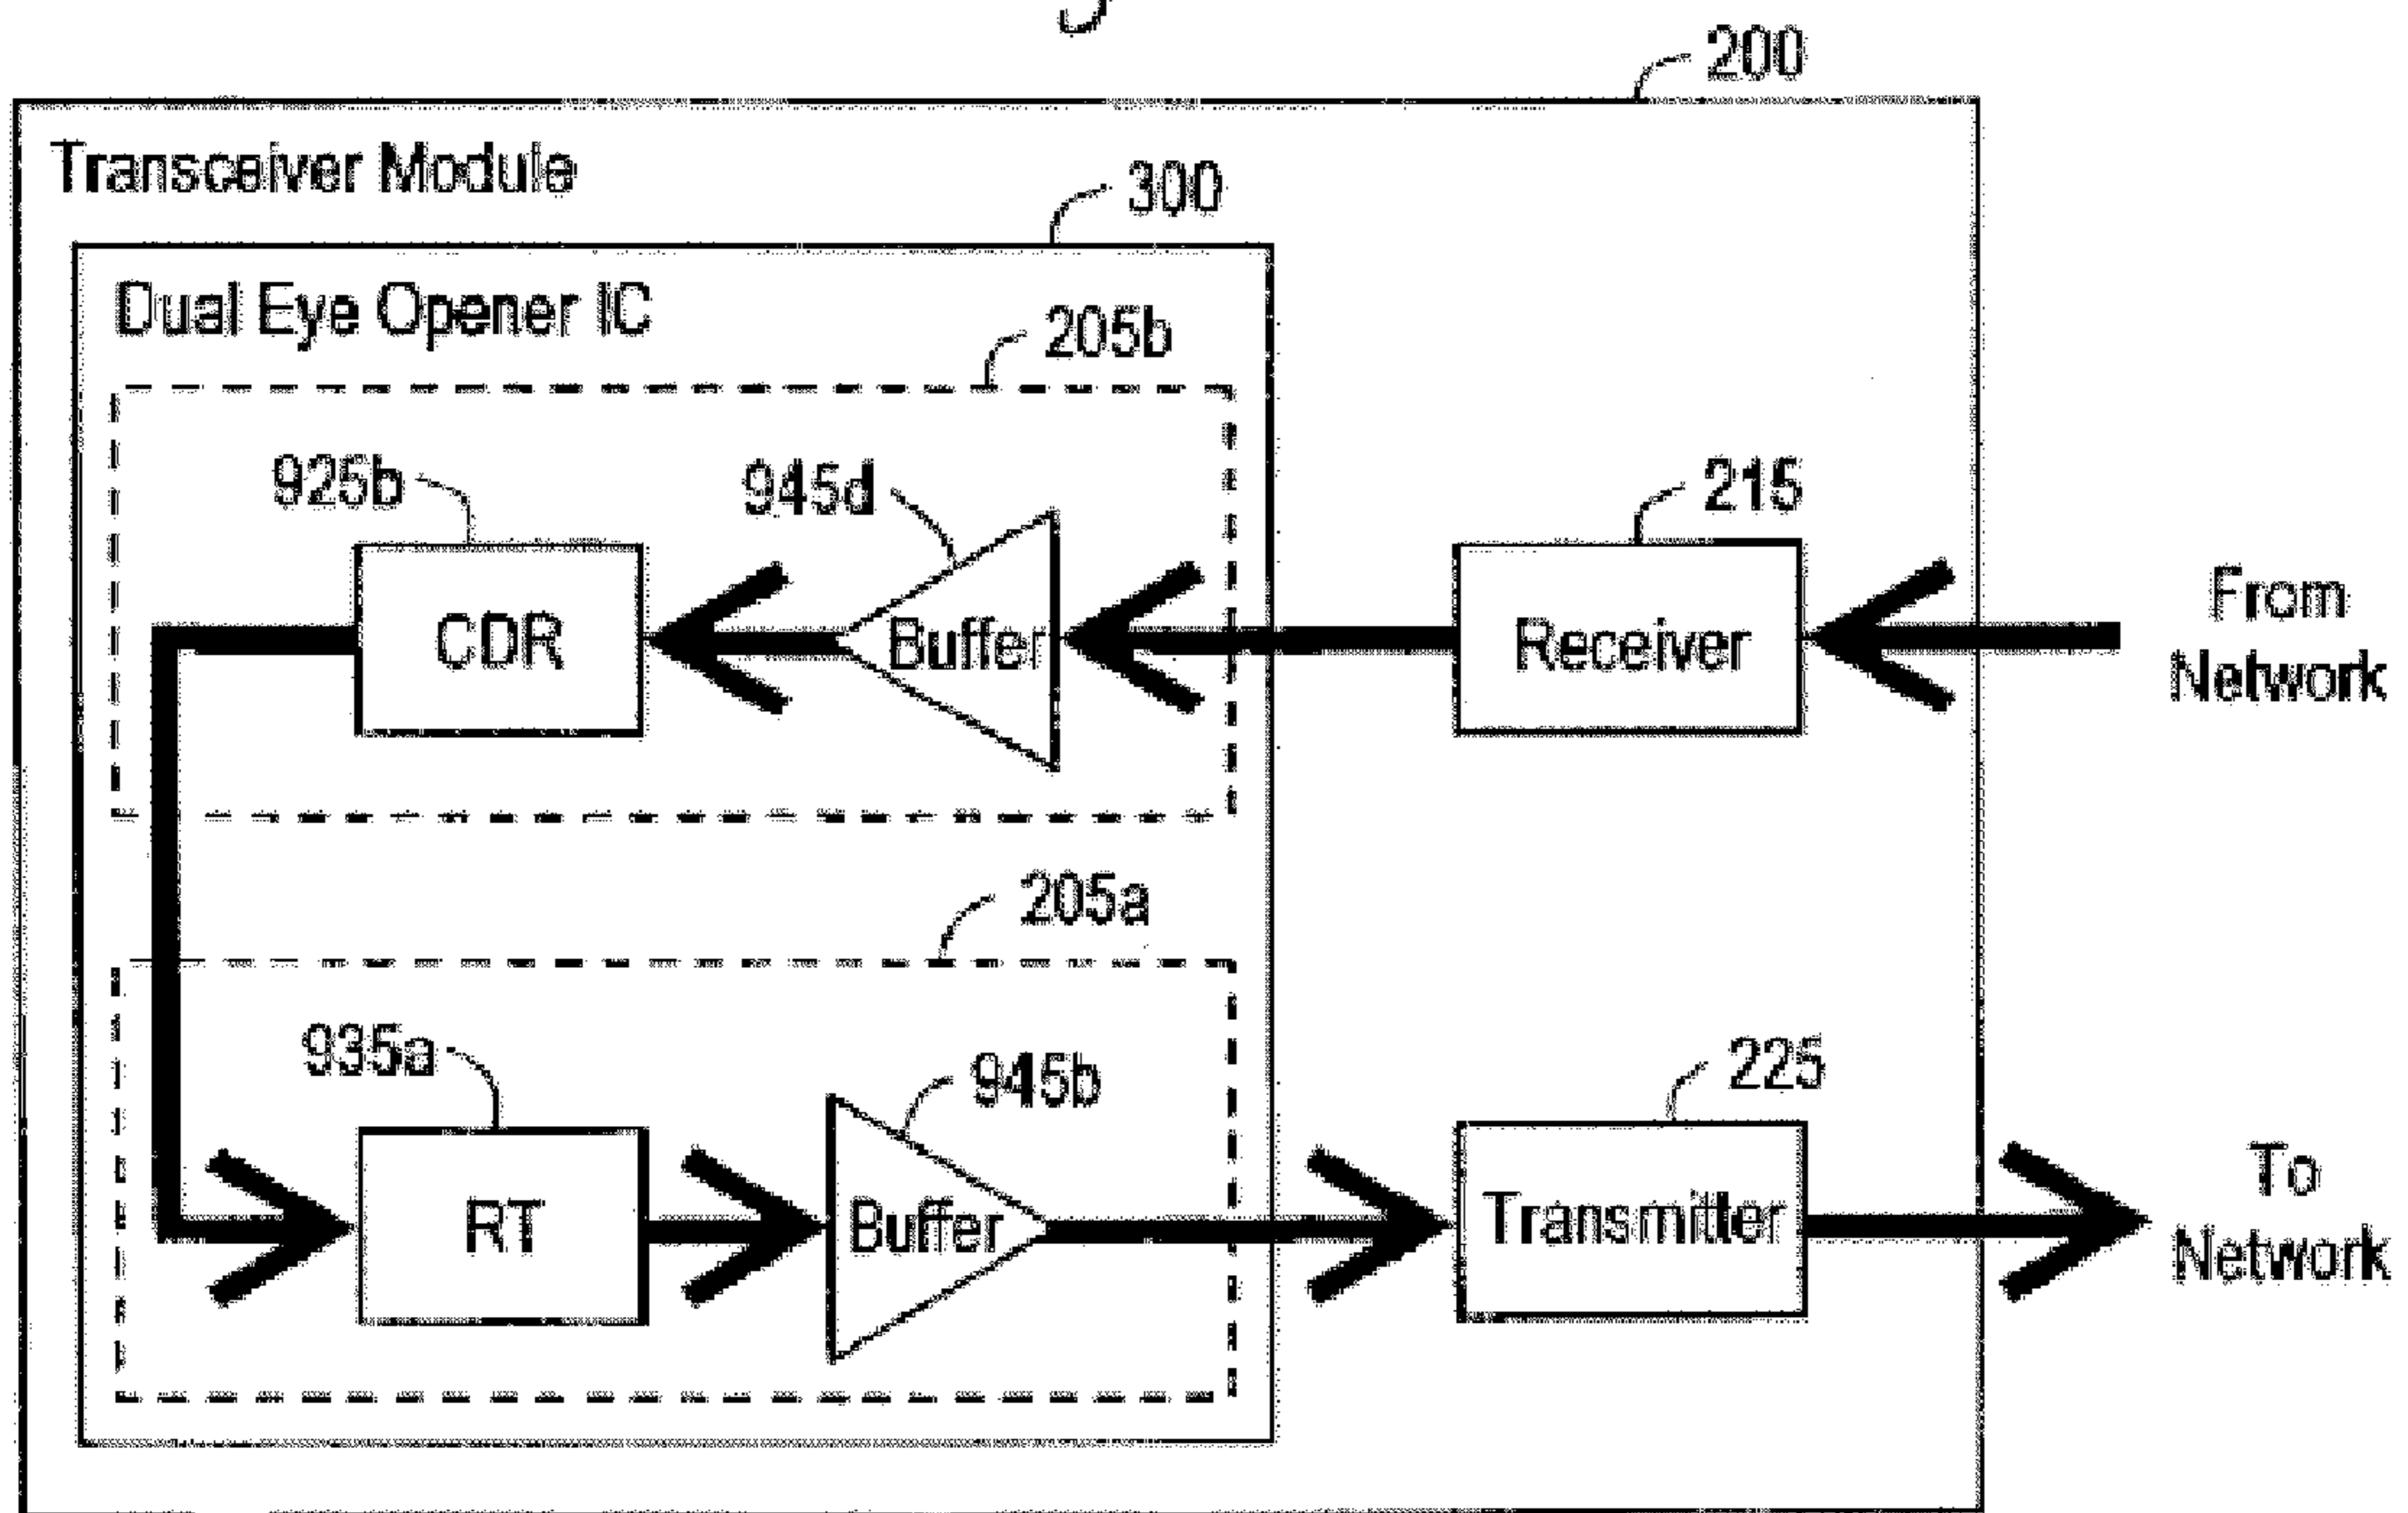 200
Transceiver Module
300
Dual Eye Opener IC
205b
925b
945d
215
CDR
Buffer
Receiver
From
Network
205a
935a
945b
225
RT
Buffer
Transmitter
To
Network